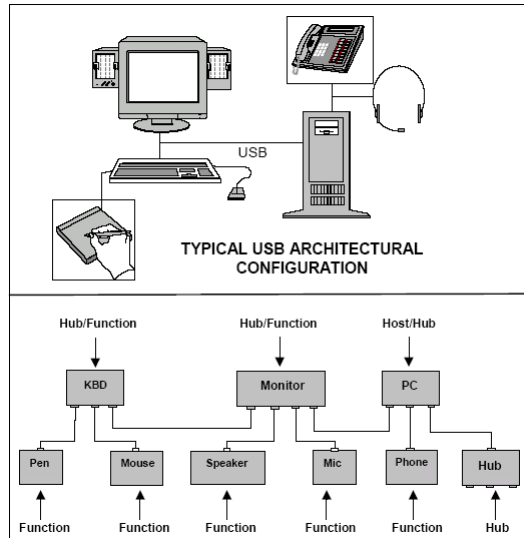 USB
TYPICAL USB ARCHITECTURAL
CONFIGURATION
Hub/Function Hub/Function Host/Hub
KBD Monitor PC
Pen Mouse Speaker Mic Phone Hub
Function Function Function Function Function Hub